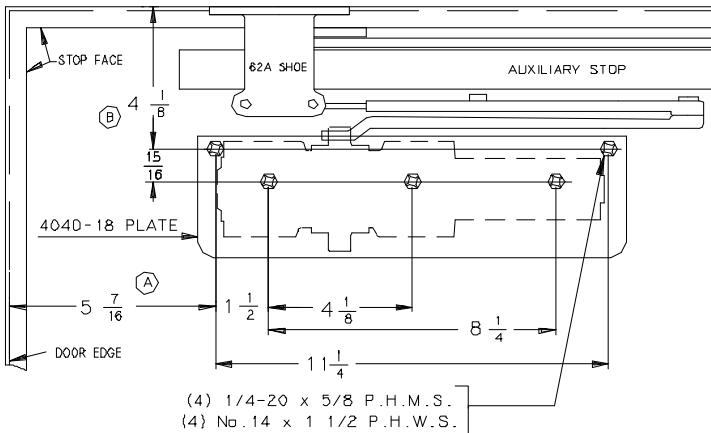 STOP FACE
62A SHOE
AUXILIARY STOP
B
4 1/8
15/16
4040-18 PLATE
A
5 7/16
1 1/2
4 1/8
8 1/4
DOOR EDGE
11 1/4
(4) 1/4-20 x 5/8 P.H.M.S.
(4) No.14 x 1 1/2 P.H.W.S.